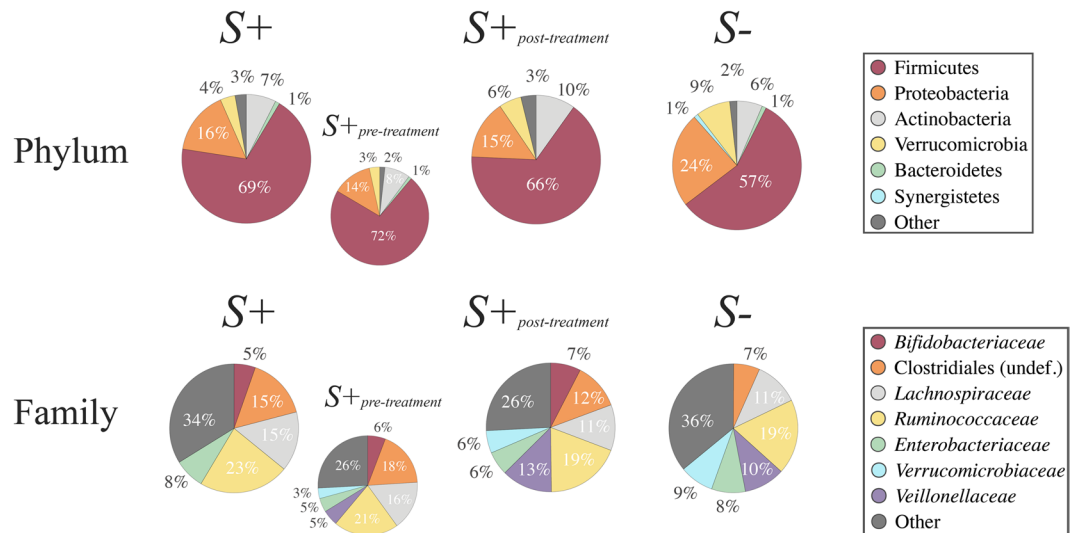 S+
S+ post-treatment
S-
3%
7%
4%
1%
16%
69%
S+ pre-treatment
3%
2%
1%
14%
8%
72%
3%
6%
10%
15%
66%
2%
9%
6%
1%
1%
24%
57%
Phylum
Firmicutes
Proteobacteria
Actinobacteria
Verrucomicrobia
Bacteroidetes
Synergistetes
Other
S+
S+ post-treatment
S-
Family
5%
15%
15%
23%
8%
34%
S+ pre-treatment
6%
18%
16%
21%
5%
5%
3%
26%
7%
12%
11%
19%
13%
6%
6%
26%
7%
11%
19%
10%
8%
9%
36%
Bifidobacteriaceae
Clostridiales (undef.)
Lachnospiraceae
Ruminococcaceae
Enterobacteriaceae
Verrucomicrobiaceae
Veillonellaceae
Other